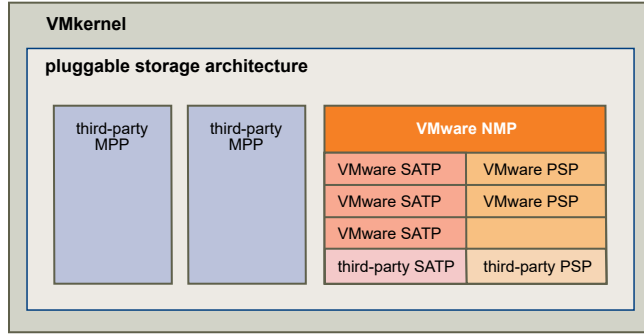 VMkernel
pluggable storage architecture
third-party
MPP
third-party
MPP
VMware NMP
VMware SATP
VMware PSP
VMware SATP
VMware PSP
VMware SATP
third-party SATP
third-party PSP